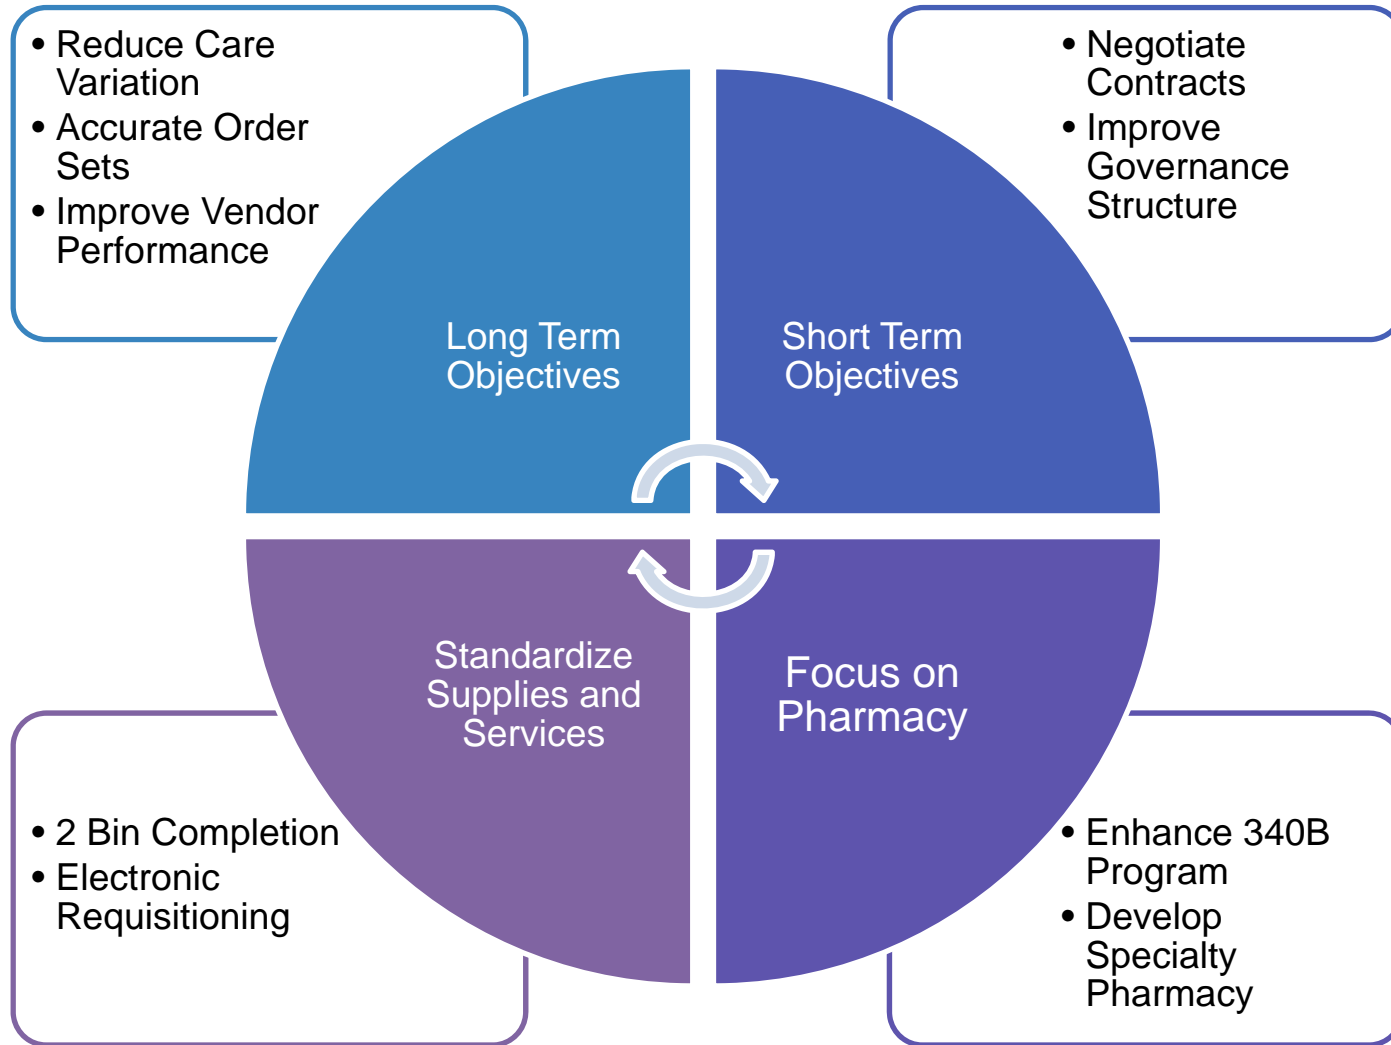 • Reduce Care
Variation
• Accurate Order
Sets
• Improve Vendor
Performance
• Negotiate
Contracts
• Improve
Governance
Structure
Long Term
Objectives
Short Term
Objectives
Standardize
Supplies and
Services
Focus on
Pharmacy
• 2 Bin Completion
• Electronic
Requisitioning
• Enhance 340B
Program
• Develop
Specialty
Pharmacy